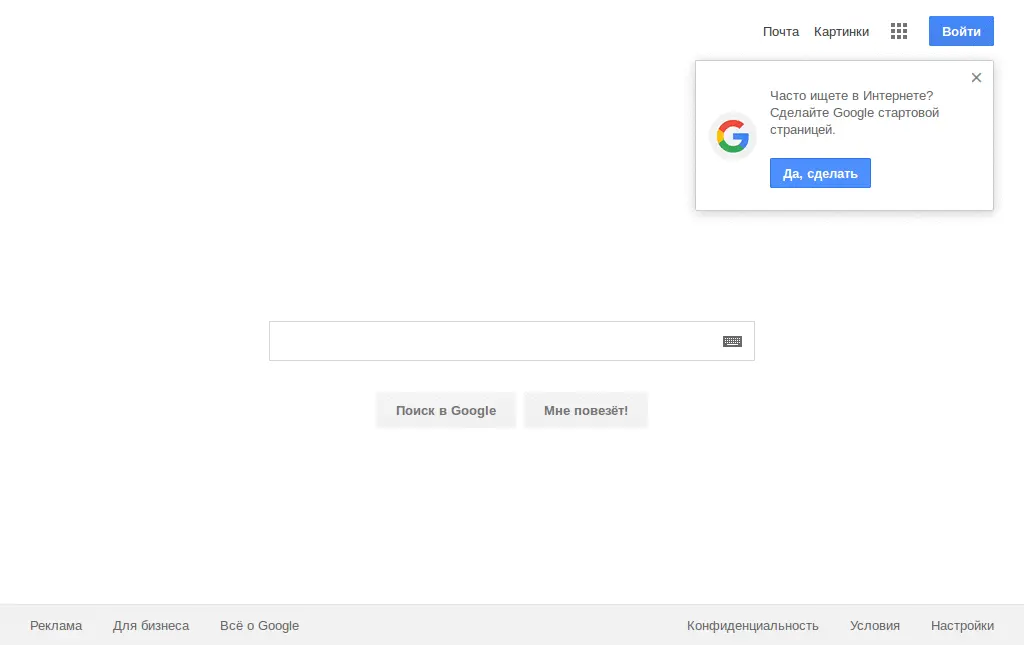 Почта Картинки Войти
Часто ищете в Интернете?
Сделайте Google стартовой
страницей.
Да, сделать
Поиск в Google Мне повезёт!
Реклама Для бизнеса Всё о Google Конфиденциальность Условия Настройки